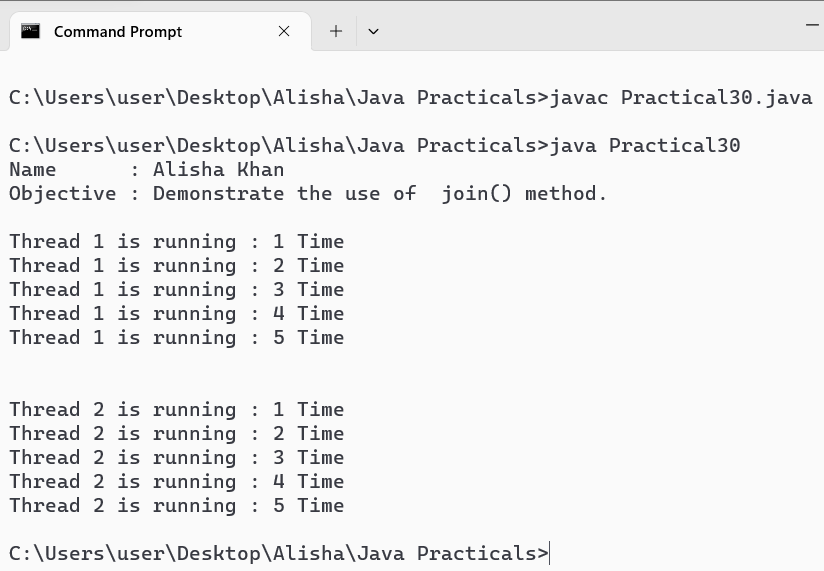 Command Prompt
C:\Users\user\Desktop\Alisha\Java Practicals>javac Practical30.java
C:\Users\user\Desktop\Alisha\Java Practicals>java Practical30
Name      : Alisha Khan
Objective : Demonstrate the use of  join() method.
Thread 1 is running : 1 Time
Thread 1 is running : 2 Time
Thread 1 is running : 3 Time
Thread 1 is running : 4 Time
Thread 1 is running : 5 Time
Thread 2 is running : 1 Time
Thread 2 is running : 2 Time
Thread 2 is running : 3 Time
Thread 2 is running : 4 Time
Thread 2 is running : 5 Time
C:\Users\user\Desktop\Alisha\Java Practicals>